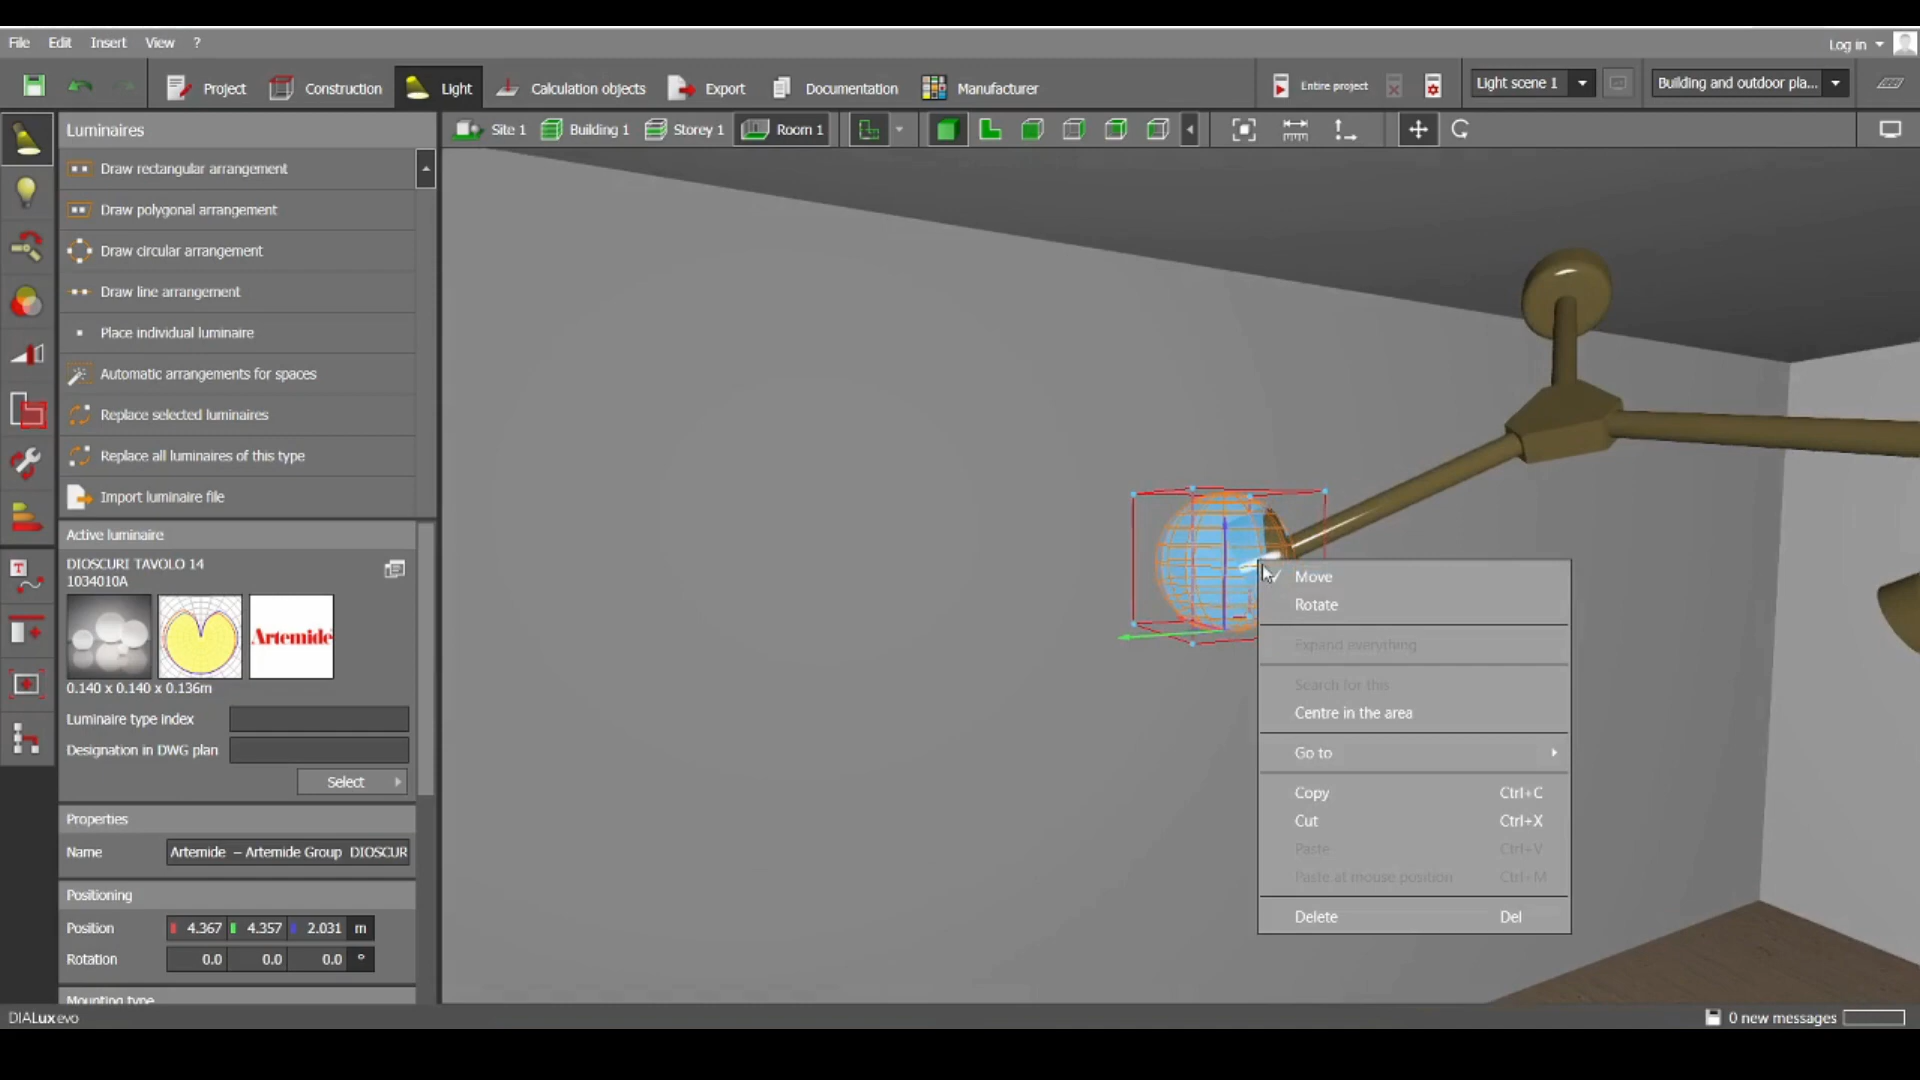 File Edit Insert View ? Log in
Project Construction Light Calculation objects Export Documentation Manufacturer Entire project Light scene 1 Building and outdoor pla...
Luminaires
Site 1 Building 1 Storey 1 Room 1
Draw rectangular arrangement
Draw polygonal arrangement
Draw circular arrangement
Draw line arrangement
Place individual luminaire
Automatic arrangements for spaces
Replace selected luminaires
Replace all luminaires of this type
Import luminaire file
Active luminaire
DIOSCURI TAVOLO 14
1034010A
Artemide
0.140 x 0.140 x 0.136m
Luminaire type index
Designation in DWG plan
Select
Properties
Name Artemide – Artemide Group DIOSCUR
Positioning
Position 4.367 4.357 2.031 m
Rotation 0.0 0.0 0.0 °
Mounting type
Move
Rotate
Expand everything
Search for this
Centre in the area
Go to
Copy Ctrl+C
Cut Ctrl+X
Paste Ctrl+V
Paste at mouse position Ctrl+M
Delete Del
DIALux evo 0 new messages